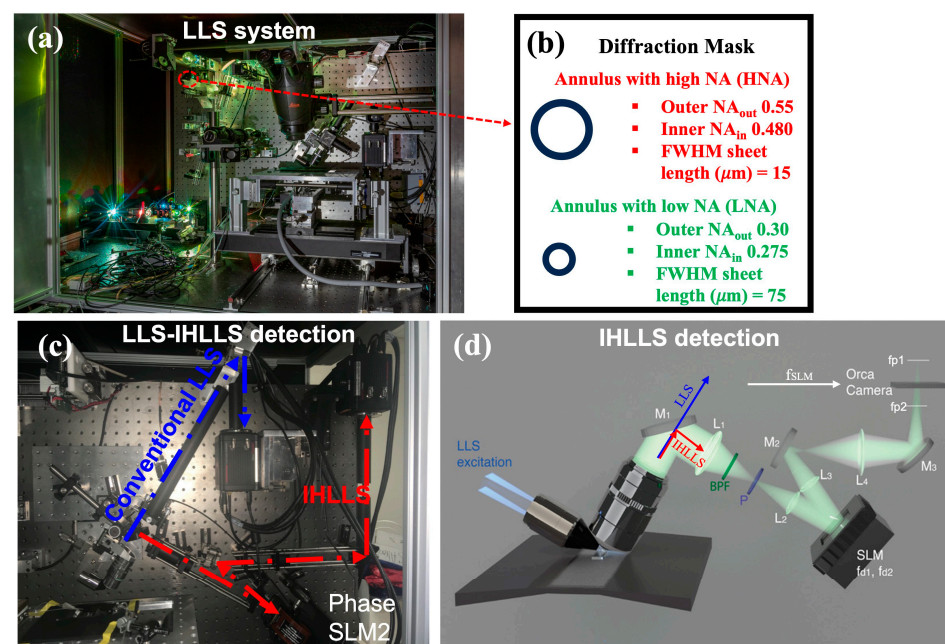 (a)
LLS system
(b)
Diffraction Mask
Annulus with high NA (HNA)
▪ Outer NAout 0.55
▪ Inner NAin 0.480
▪ FWHM sheet
length (μm) = 15
Annulus with low NA (LNA)
▪ Outer NAout 0.30
▪ Inner NAin 0.275
▪ FWHM sheet
length (μm) = 75
(c)
LLS-IHLLS detection
Conventional LLS
IHLLS
Phase
SLM2
(d)
IHLLS detection
fp1
fSLM
Orca
Camera
fp2
LLS
M1
L1
IHLLS
M2
LLS
excitation
BPF
P
L3
L4
M3
L2
SLM
fd1, fd2